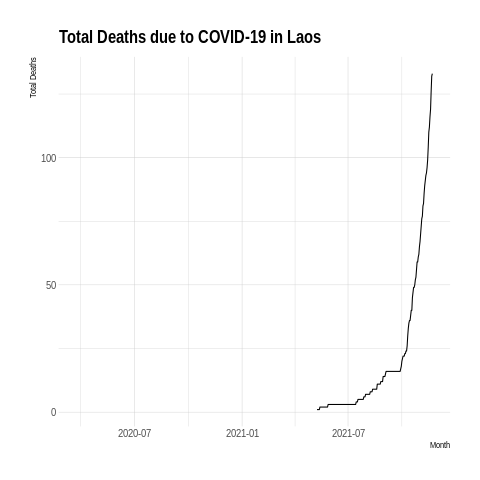 Total Deaths due to COVID-19 in Laos
Total Deaths
100
50
0
2020-07
2021-01
2021-07
Month